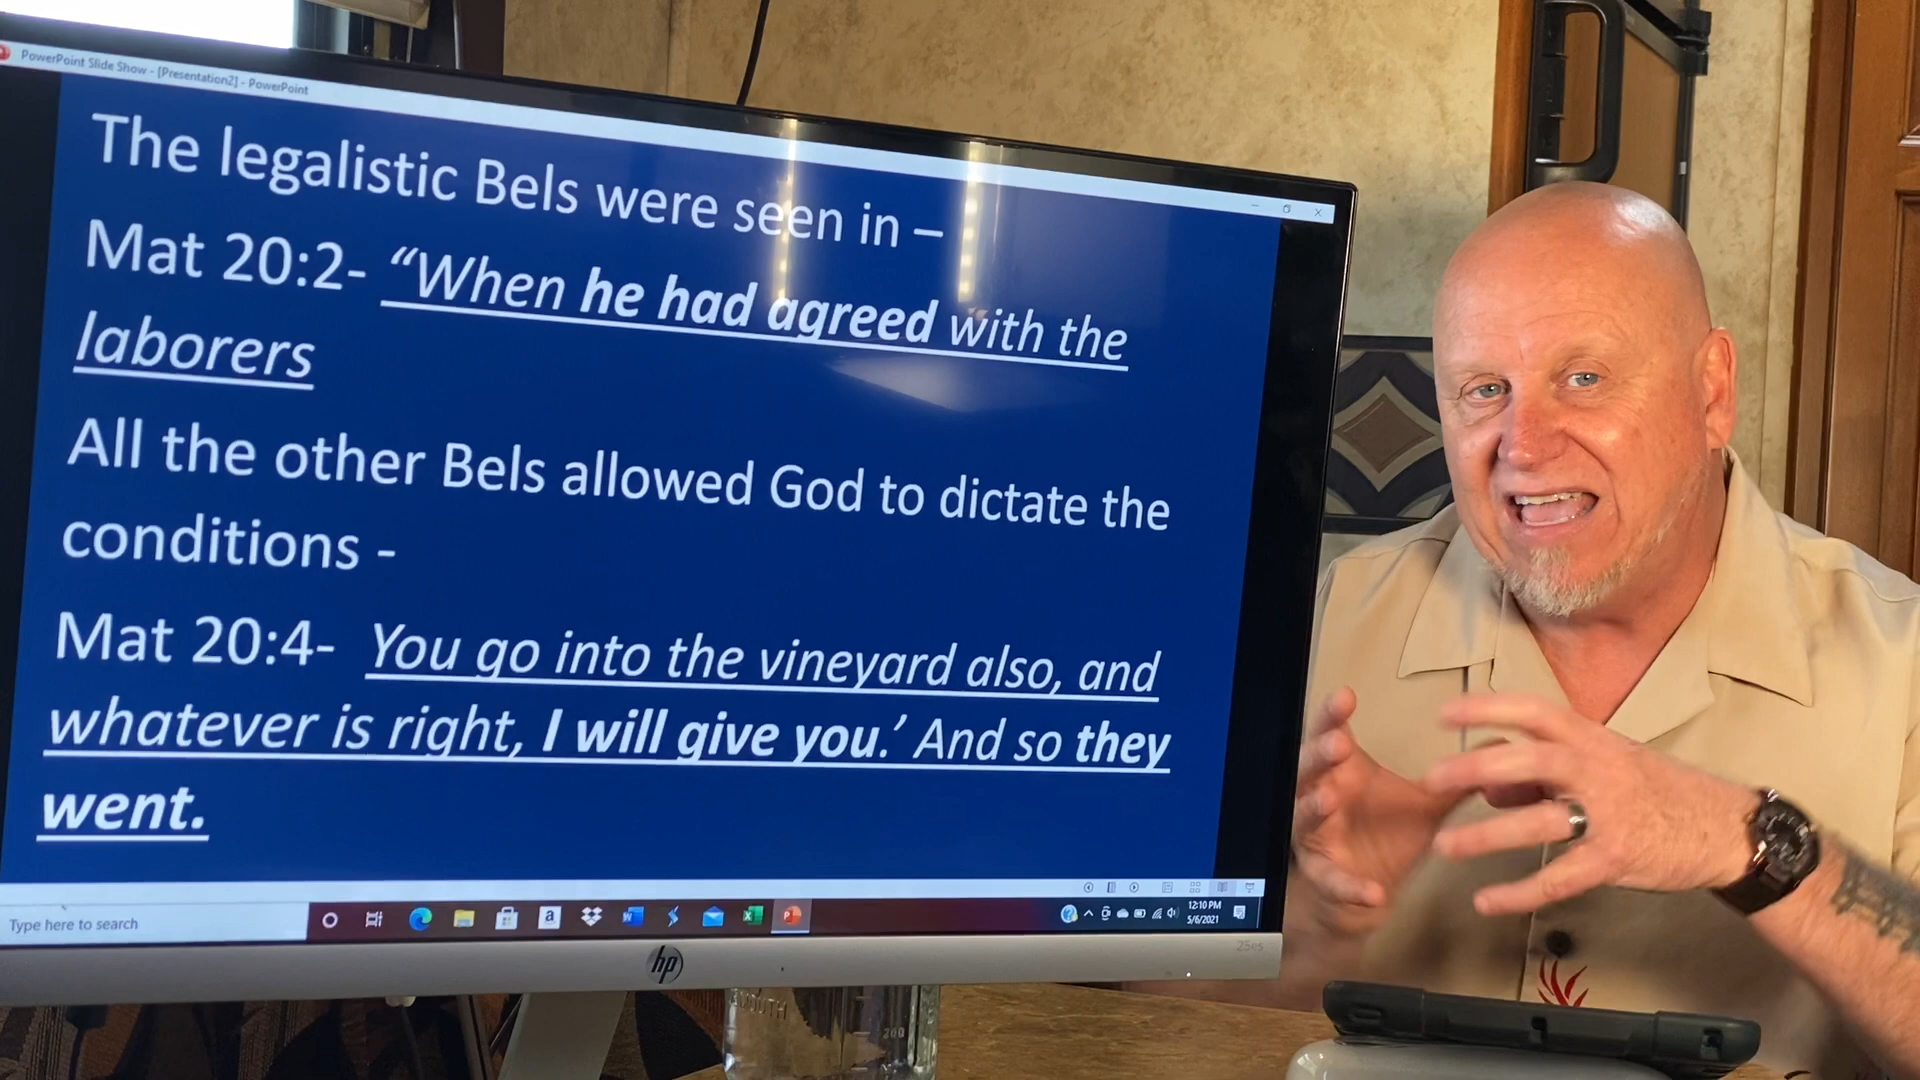 PowerPoint Slide Show - [Presentation2] - PowerPoint
The legalistic Bels were seen in –
Mat 20:2- “When he had agreed with the
laborers
All the other Bels allowed God to dictate the
conditions -
Mat 20:4- You go into the vineyard also, and
whatever is right, I will give you.’ And so they
went.
Type here to search
12:10 PM
5/6/2021
hp
25es
200